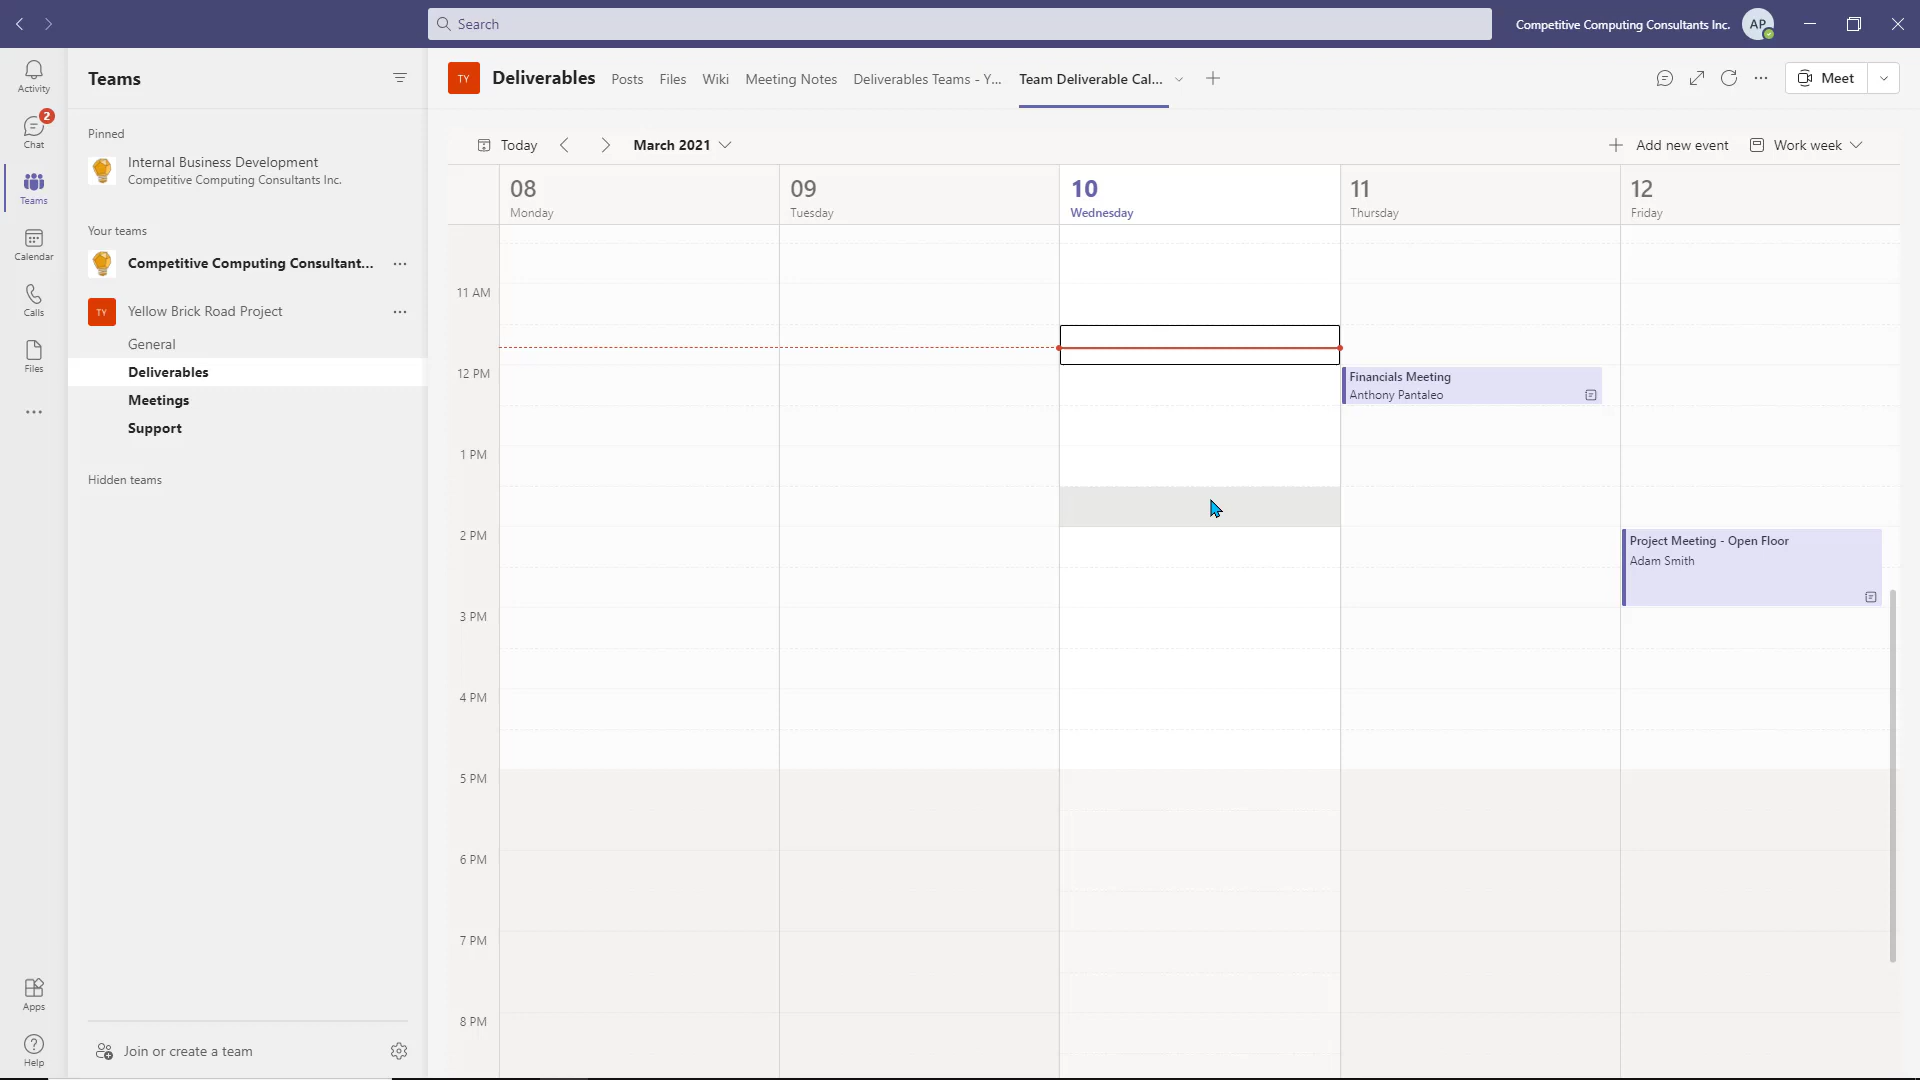 Search
Competitive Computing Consultants Inc.
AP
Activity
2
Chat
Teams
Calendar
Calls
Files
Apps
Help
Teams
Pinned
Internal Business Development
Competitive Computing Consultants Inc.
Your teams
Competitive Computing Consultant...
TY
Yellow Brick Road Project
General
Deliverables
Meetings
Support
Hidden teams
Join or create a team
TY
Deliverables
Posts
Files
Wiki
Meeting Notes
Deliverables Teams - Y...
Team Deliverable Cal...
Meet
Today
March 2021
Add new event
Work week
08
Monday
09
Tuesday
10
Wednesday
11
Thursday
12
Friday
11 AM
12 PM
Financials Meeting
Anthony Pantaleo
1 PM
2 PM
Project Meeting - Open Floor
Adam Smith
3 PM
4 PM
5 PM
6 PM
7 PM
8 PM